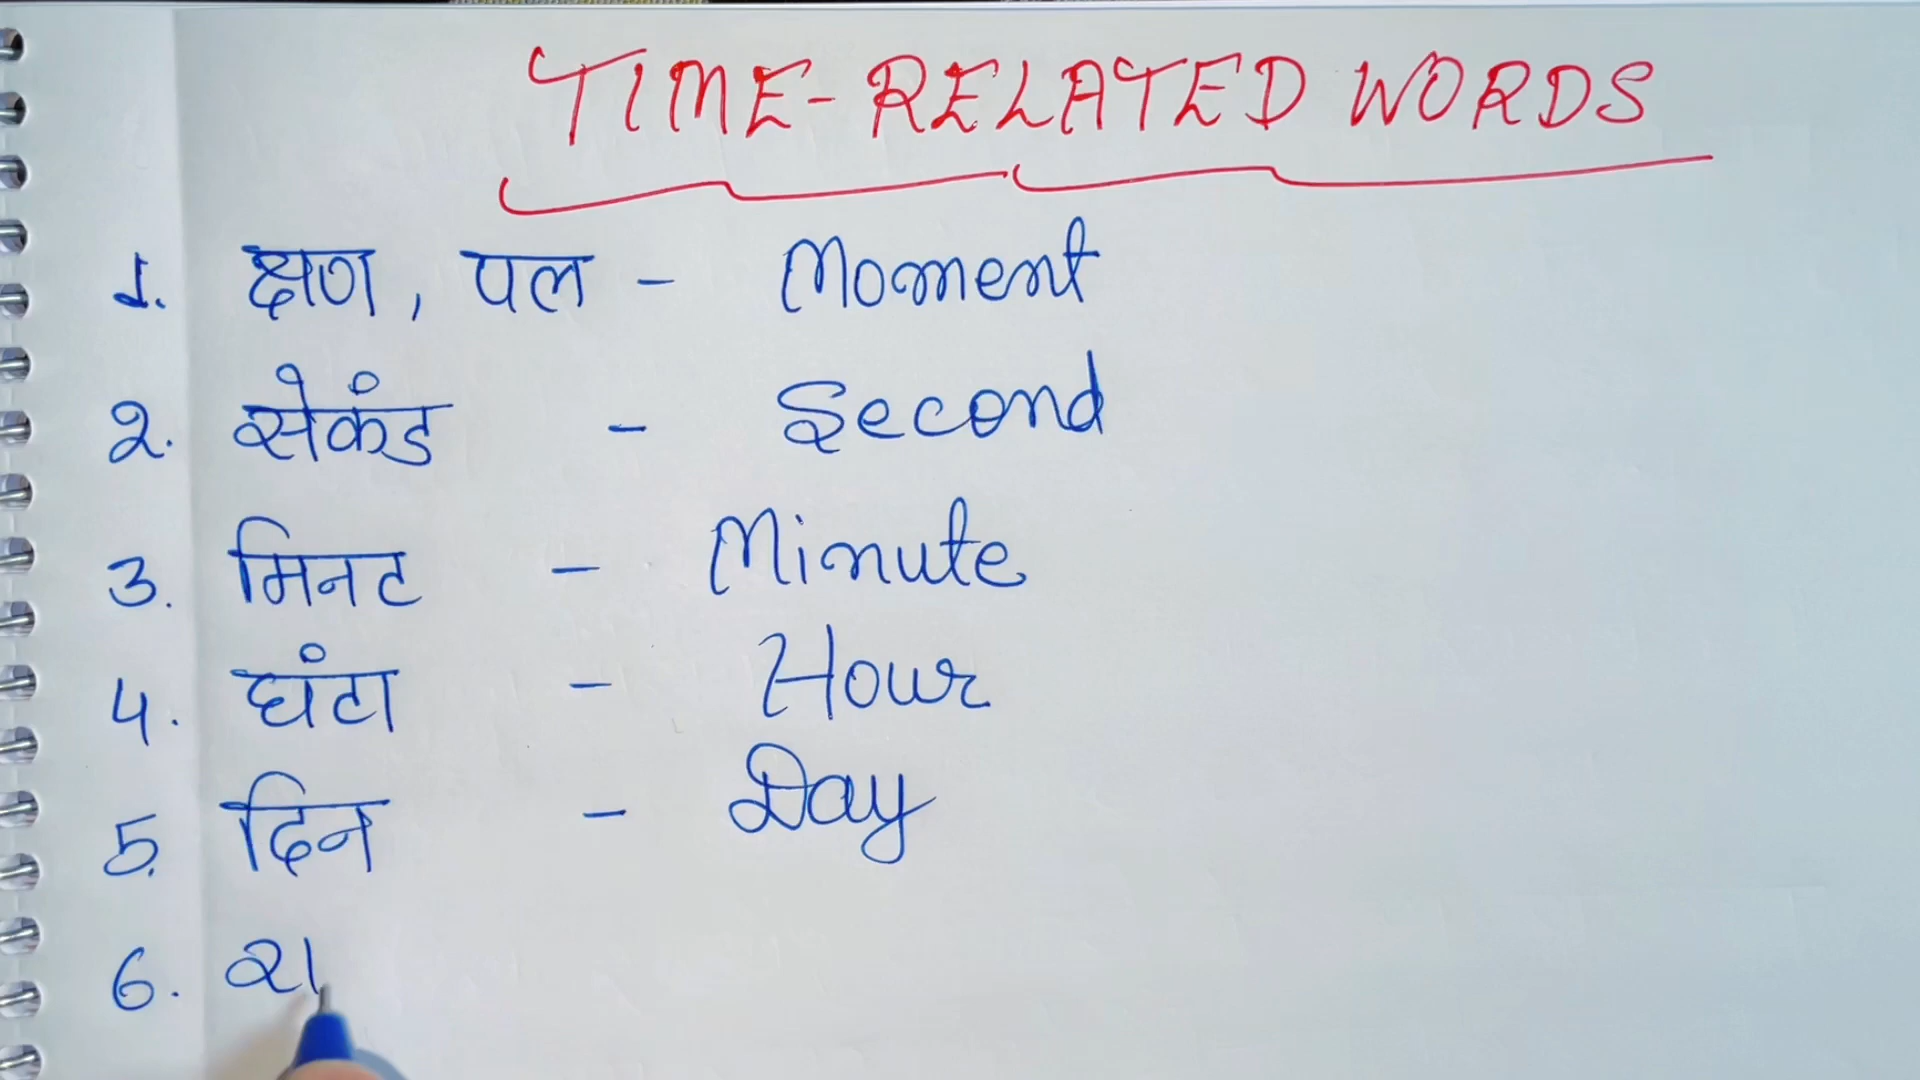 TIME-RELATED WORDS
1. क्षण, पल - Moment
2. सेकंड - Second
3. मिनट - Minute
4. घंटा - Hour
5. दिन - Day
6. रा